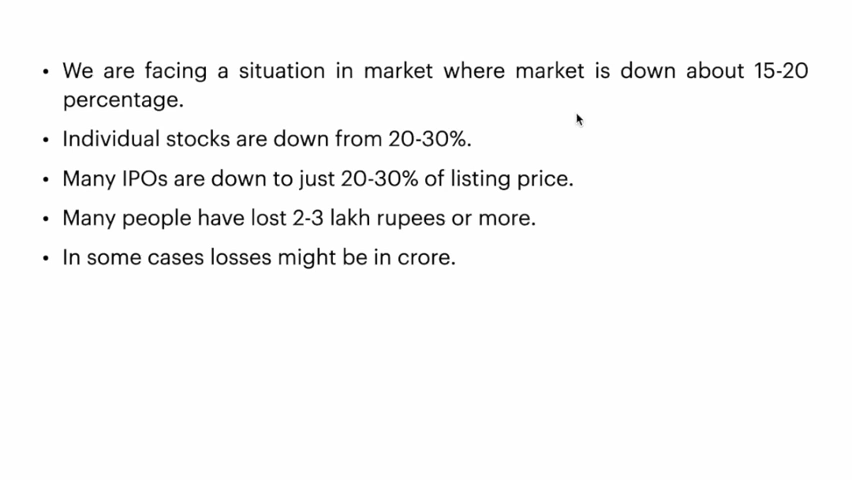 • We are facing a situation in market where market is down about 15-20
percentage.
• Individual stocks are down from 20-30%.
• Many IPOs are down to just 20-30% of listing price.
• Many people have lost 2-3 lakh rupees or more.
• In some cases losses might be in crore.